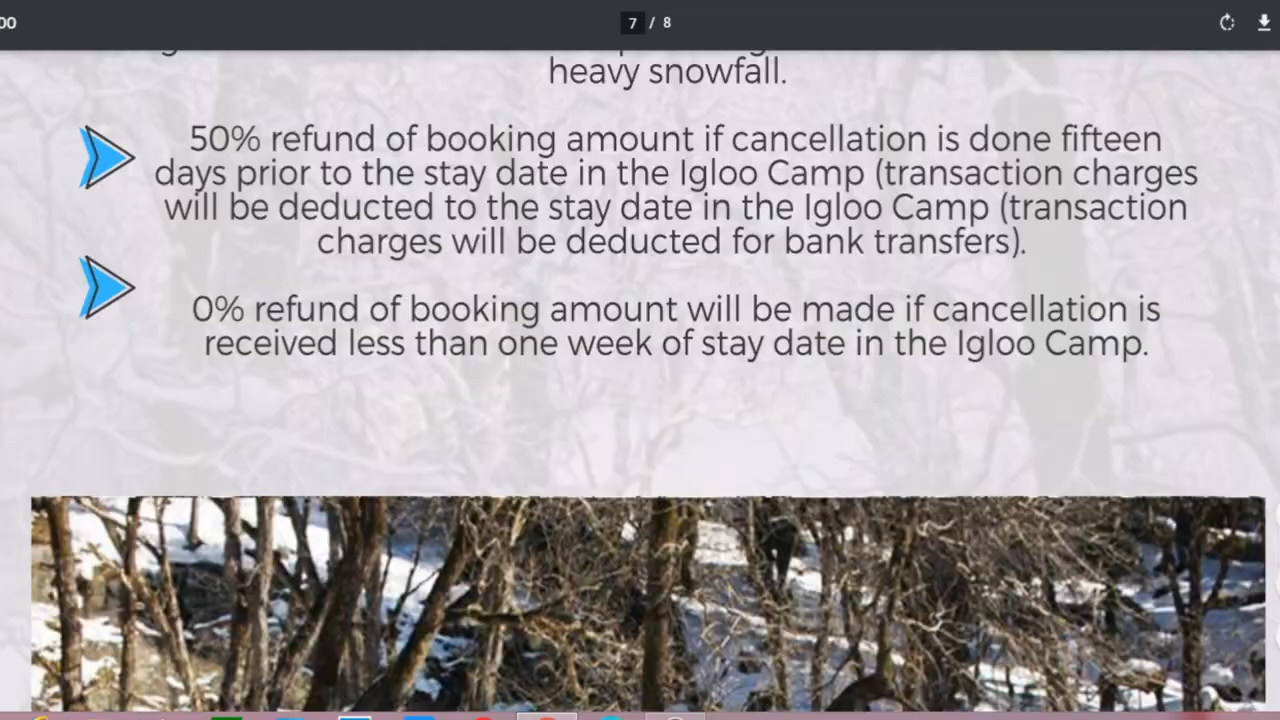 00
7 / 8
heavy snowfall.
50% refund of booking amount if cancellation is done fifteen
days prior to the stay date in the Igloo Camp (transaction charges
will be deducted to the stay date in the Igloo Camp (transaction
charges will be deducted for bank transfers).
0% refund of booking amount will be made if cancellation is
received less than one week of stay date in the Igloo Camp.